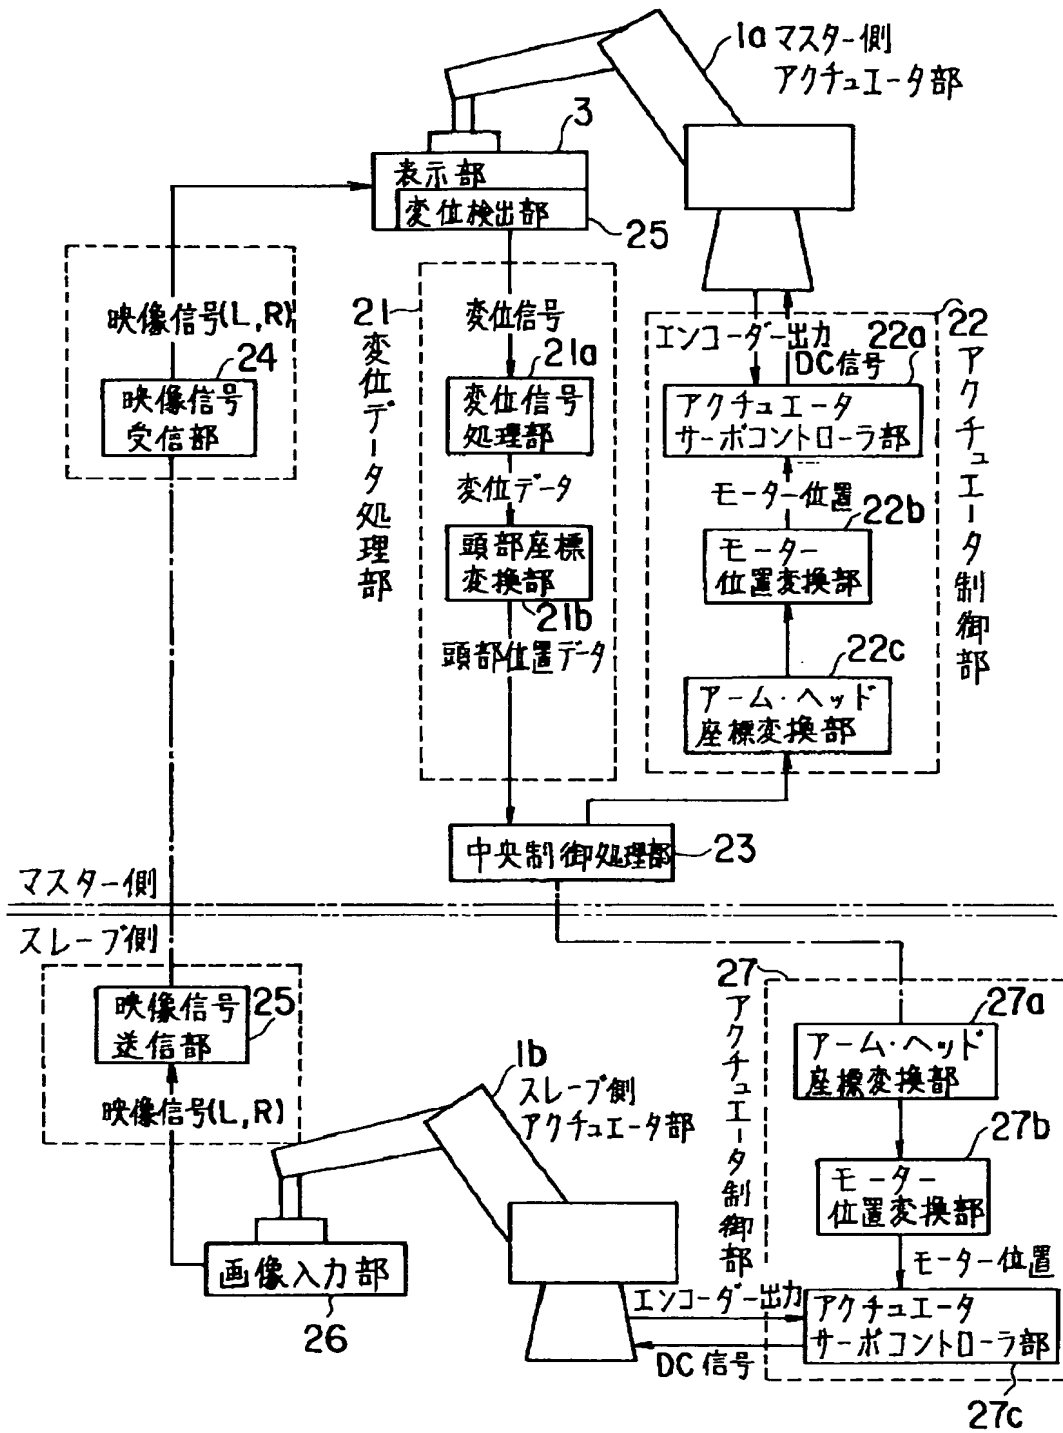 1a マスター側
アクチュエータ部
3
表示部
変位検出部
25
映像信号(L,R)
24
映像信号
受信部
21
変位データ処理部
変位信号
21a
変位信号
処理部
変位データ
頭部座標
変換部
21b
頭部位置データ
22
アクチュエータ制御部
エンコーダー出力
DC信号
22a
アクチュエータ
サーボコントローラ部
モーター位置
22b
モーター
位置変換部
22c
アーム・ヘッド
座標変換部
中央制御処理部
23
マスター側
スレーブ側
映像信号
送信部
25
映像信号(L,R)
1b
スレーブ側
アクチュエータ部
画像入力部
26
27
アクチュエータ制御部
27a
アーム・ヘッド
座標変換部
27b
モーター
位置変換部
モーター位置
エンコーダー出力
DC信号
アクチュエータ
サーボコントローラ部
27c